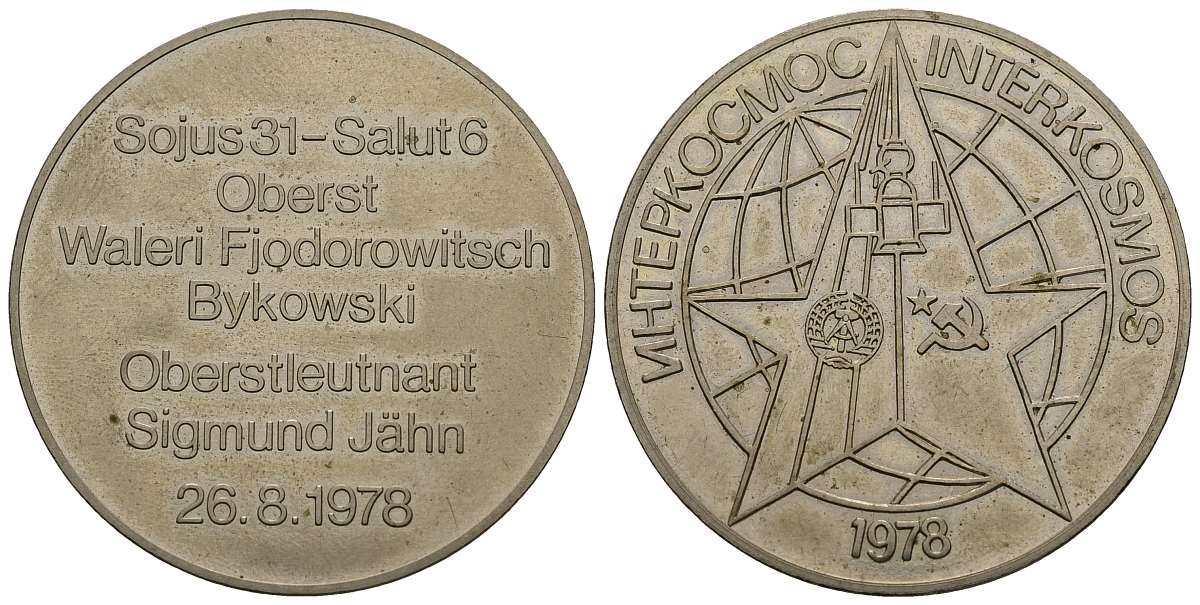 Sojus 31 – Salut 6
Oberst
Waleri Fjodorowitsch
Bykowski
Oberstleutnant
Sigmund Jähn
26.8.1978
ИНТЕРКОСМОС INTERKOSMOS
1978